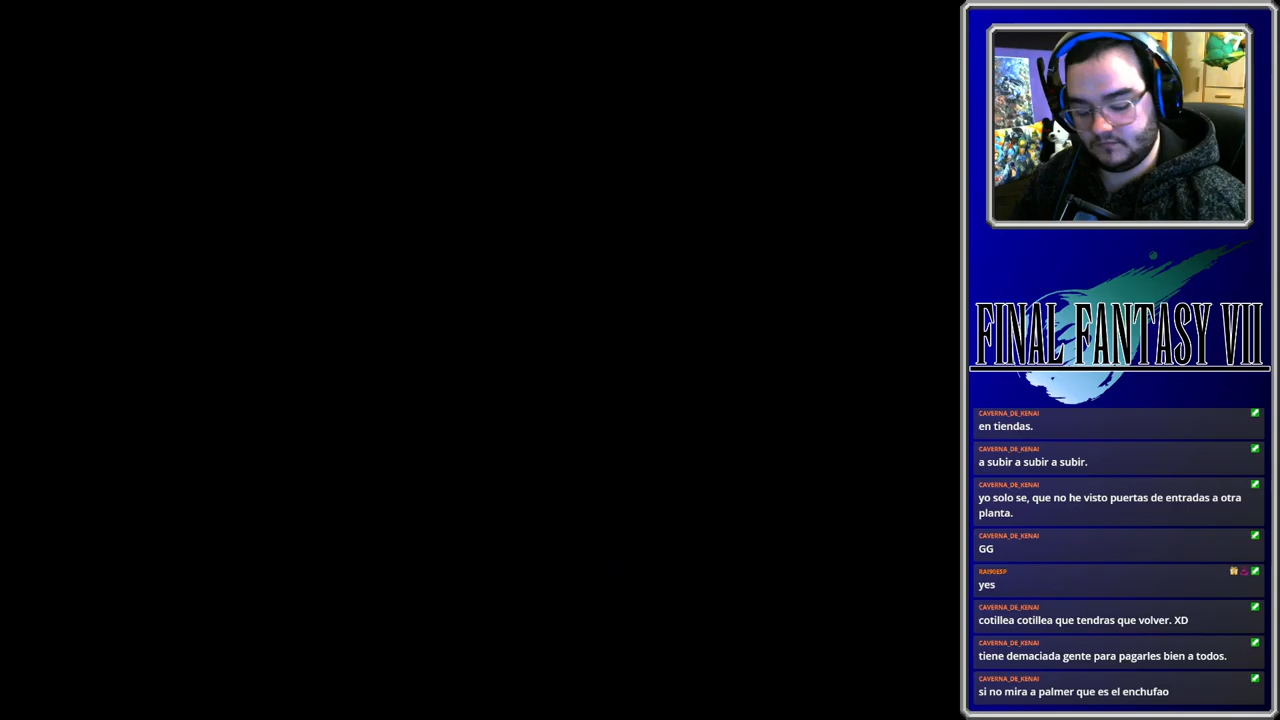 FINAL FANTASY VII
CAVERNA_DE_KENAI
en tiendas.
CAVERNA_DE_KENAI
a subir a subir a subir.
CAVERNA_DE_KENAI
yo solo se, que no he visto puertas de entradas a otra
planta.
CAVERNA_DE_KENAI
GG
RAI90ESP
yes
CAVERNA_DE_KENAI
cotillea cotillea que tendras que volver. XD
CAVERNA_DE_KENAI
tiene demaciada gente para pagarles bien a todos.
CAVERNA_DE_KENAI
si no mira a palmer que es el enchufao